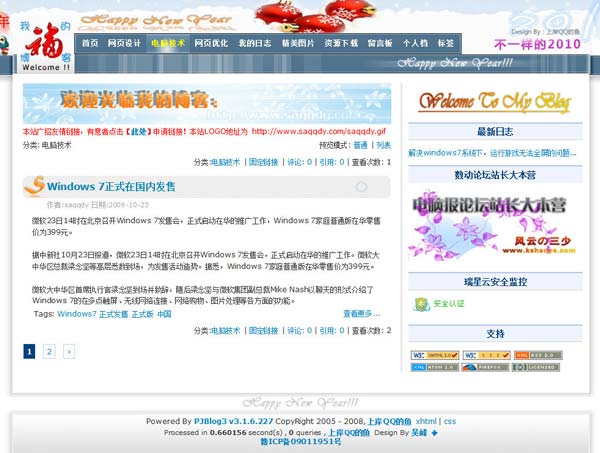 Happy New Year
我的
福
博客
Welcome !!
首页 网页设计 电脑技术 网页优化 我的日志 精美图片 资源下载 留言板 个人档 标签
Design By : 上岸QQ的鱼
不一样的2010
Happy New Year!!!
欢迎光临我的博客:
http://www.saqqdy.com
本站广招友情链接，有意者点击【此处】申请链接！本站LOGO地址为 http://www.saqqdy.com/saqqdy.gif
分类: 电脑技术 预览模式: 普通 | 列表
分类:电脑技术 | 固定链接 | 评论: 0 | 引用: 0 | 查看次数: 1
Windows 7正式在国内发售
作者:saqqdy 日期:2009-10-23
微软23日14时在北京召开Windows 7发售会，正式启动在华的推广工作，Windows 7家庭普通版在华零售
价为399元。
据中新社10月23日报道，微软23日14时在北京召开Windows 7发售会，正式启动在华的推广工作。微软大
中华区总裁梁念坚等高层悉数到场，为发售活动造势。据悉，Windows 7家庭普通版在华零售价为399元。
微软大中华区首席执行官梁念坚到场并致辞，随后梁念坚与微软集团副总裁Mike Nash以聊天的形式介绍了
Windows 7的在多点触屏、无线网络连接、网络购物、图片处理等各方面的功能。
Tags: Windows7 正式发售 正式版 中国 查看更多...
分类:电脑技术 | 固定链接 | 评论: 0 | 引用: 0 | 查看次数: 2
1 2 ›
Welcome To My Blog
最新日志
解决windows7系统下，运行游戏无法全屏的问题...
数动论坛站长大本营
电脑报论坛站长大本营
风云の三少
www.kshadyw.com
瑞星云安全监控
安全认证
支持
W3C XHTML 1.0
W3C CSS
XML RSS 2.0
XML ATOM 1.0
FIREFOX
LICENSED
Happy New Year!!!
Powered By PJBlog3 v3.1.6.227 CopyRight 2005 - 2008, 上岸QQ的鱼 xhtml | css
Processed in 0.660156 second(s) , 0 queries , 上岸QQ的鱼 Design By 吴峰
赣ICP备09011951号